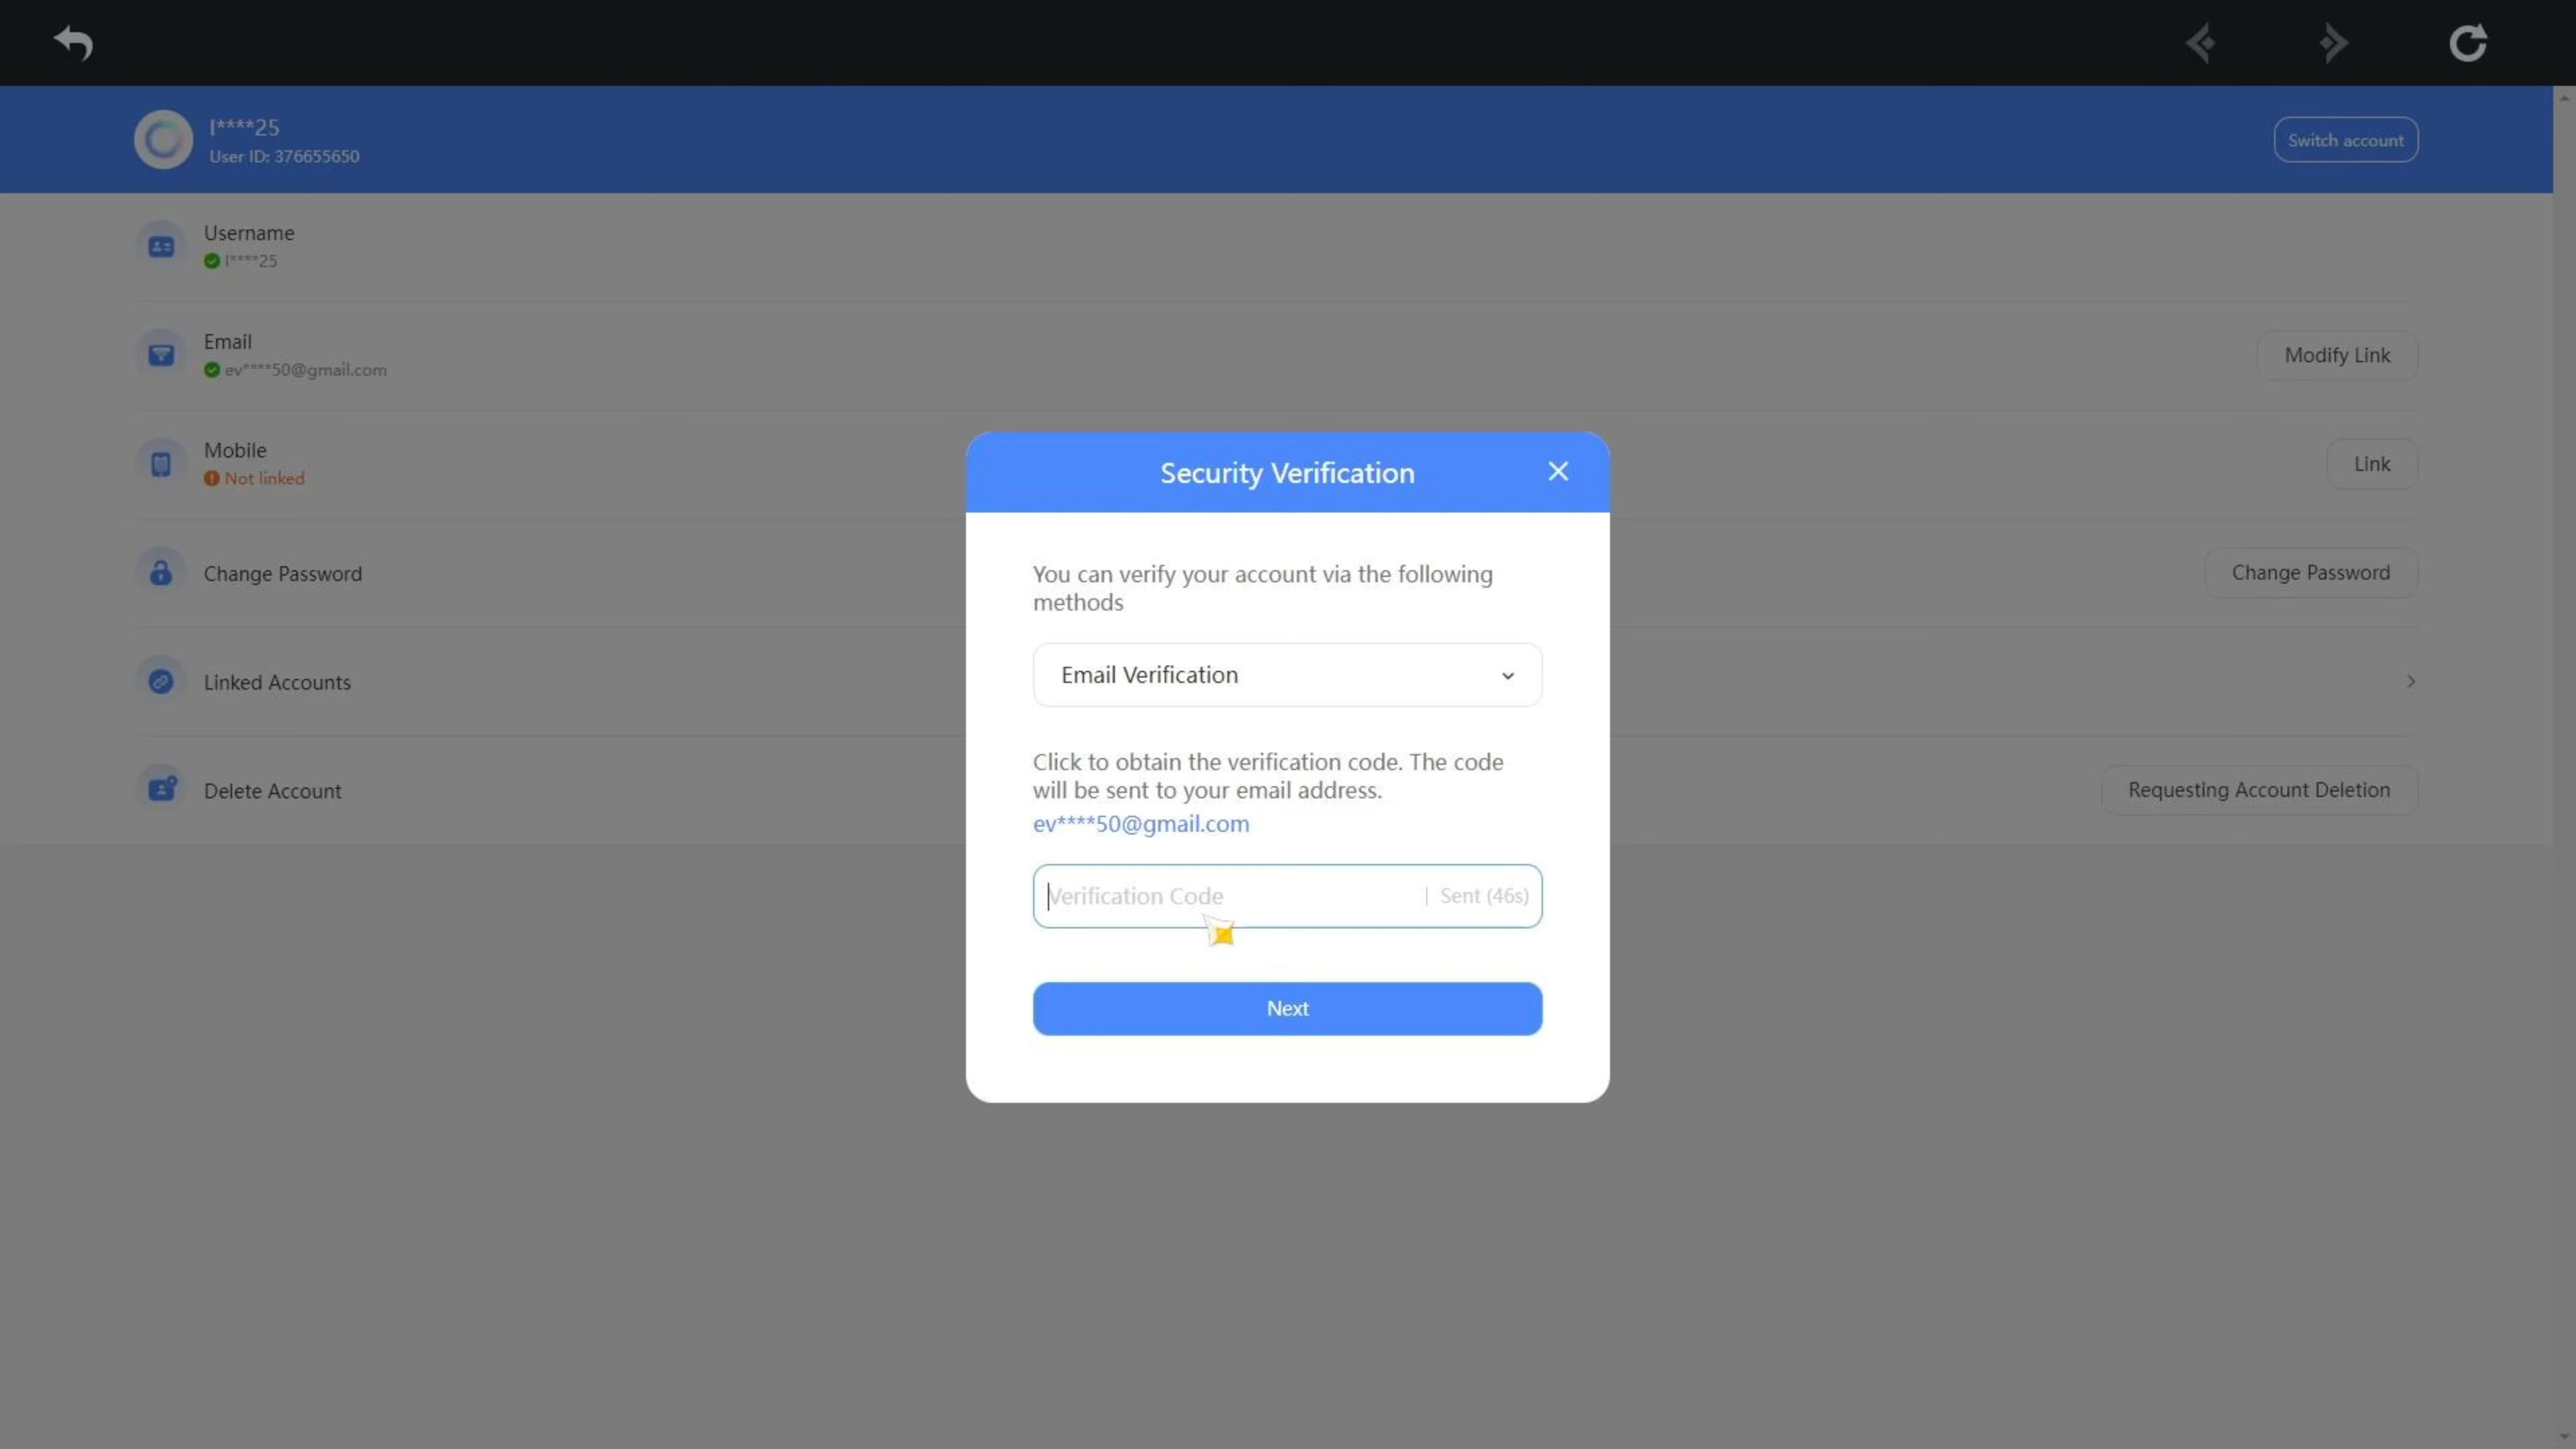 l****25
User ID: 376655650
Switch account
Username
l****25
Email
ev****50@gmail.com
Modify Link
Mobile
Not linked
Link
Change Password
Change Password
Linked Accounts
Delete Account
Requesting Account Deletion
Security Verification
You can verify your account via the following
methods
Email Verification
Click to obtain the verification code. The code
will be sent to your email address.
ev****50@gmail.com
Verification Code
Sent (46s)
Next